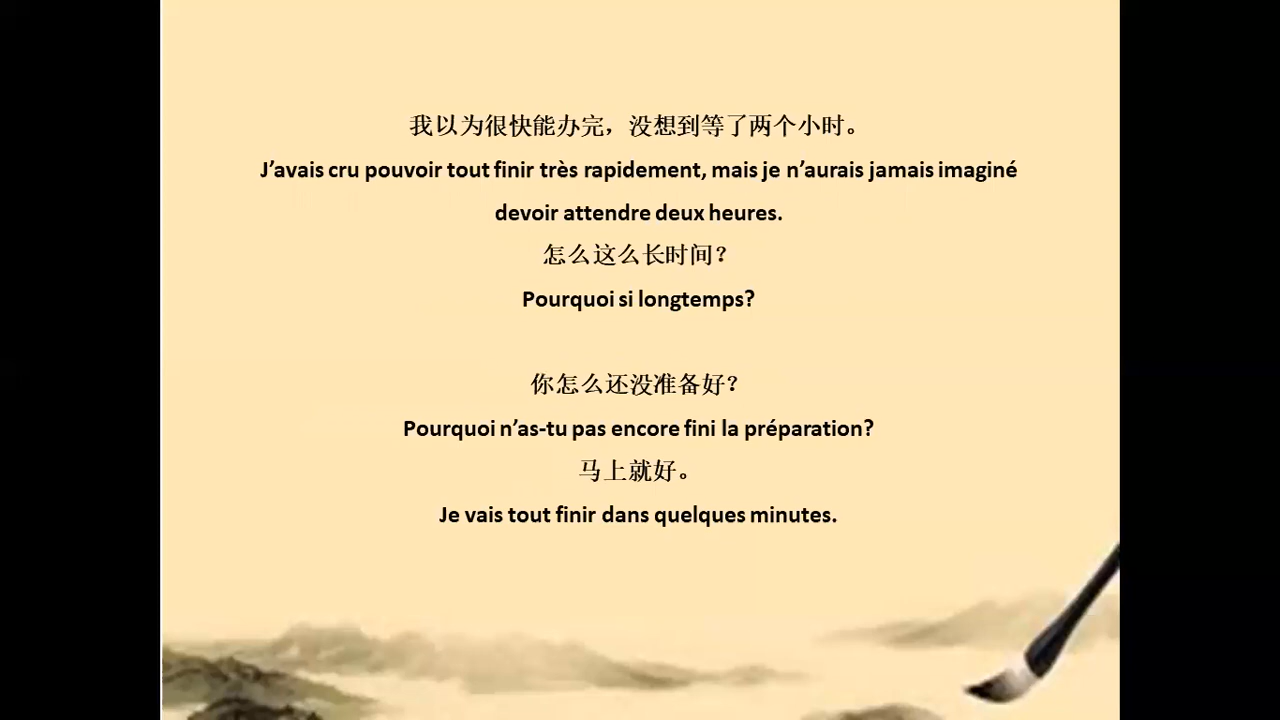 我以为很快能办完，没想到等了两个小时。
J’avais cru pouvoir tout finir très rapidement, mais je n’aurais jamais imaginé
devoir attendre deux heures.
怎么这么长时间？
Pourquoi si longtemps?
你怎么还没准备好？
Pourquoi n’as-tu pas encore fini la préparation?
马上就好。
Je vais tout finir dans quelques minutes.